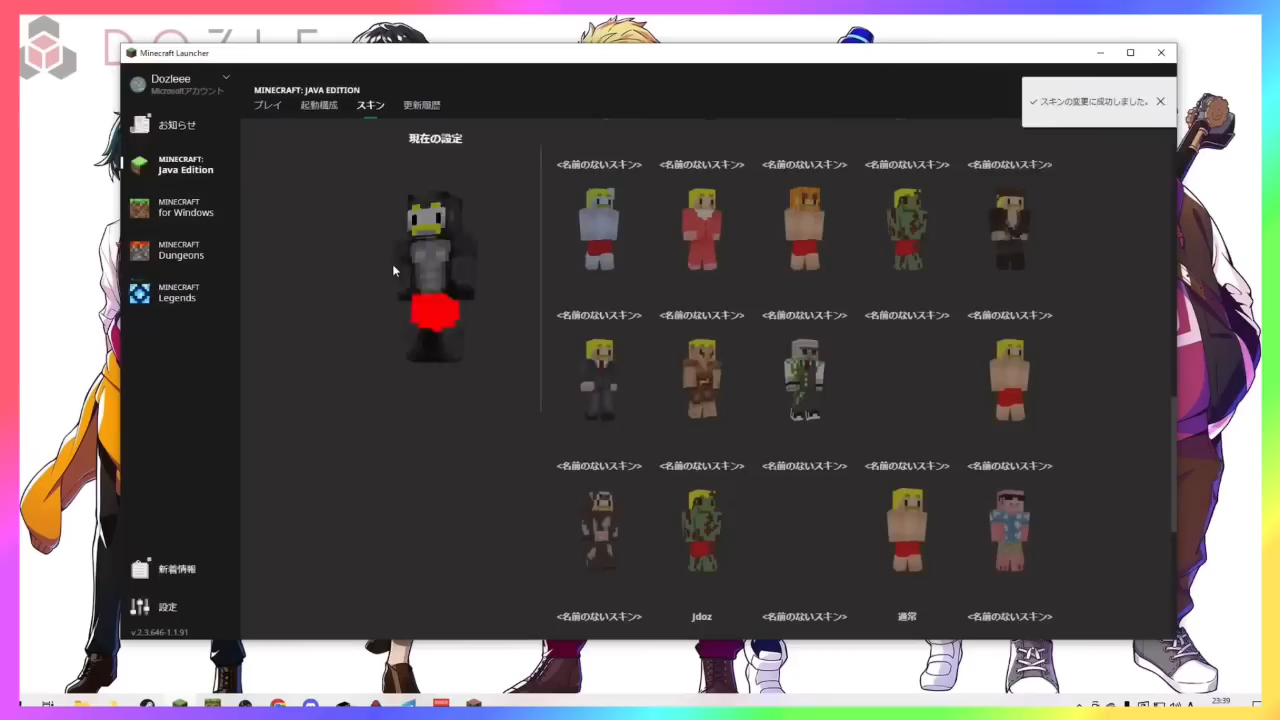 DOZLE
Minecraft Launcher
Dozleee
Microsoftアカウント
お知らせ
MINECRAFT:
Java Edition
MINECRAFT
for Windows
MINECRAFT
Dungeons
MINECRAFT
Legends
新着情報
設定
v.2.3.646-1.1.91
MINECRAFT: JAVA EDITION
プレイ 起動構成 スキン 更新履歴
スキンの変更に成功しました。
現在の設定
<名前のないスキン> <名前のないスキン> <名前のないスキン> <名前のないスキン> <名前のないスキン>
<名前のないスキン> <名前のないスキン> <名前のないスキン> <名前のないスキン> <名前のないスキン>
<名前のないスキン> <名前のないスキン> <名前のないスキン> <名前のないスキン> <名前のないスキン>
<名前のないスキン> Jdoz <名前のないスキン> 通常 <名前のないスキン>
23:39